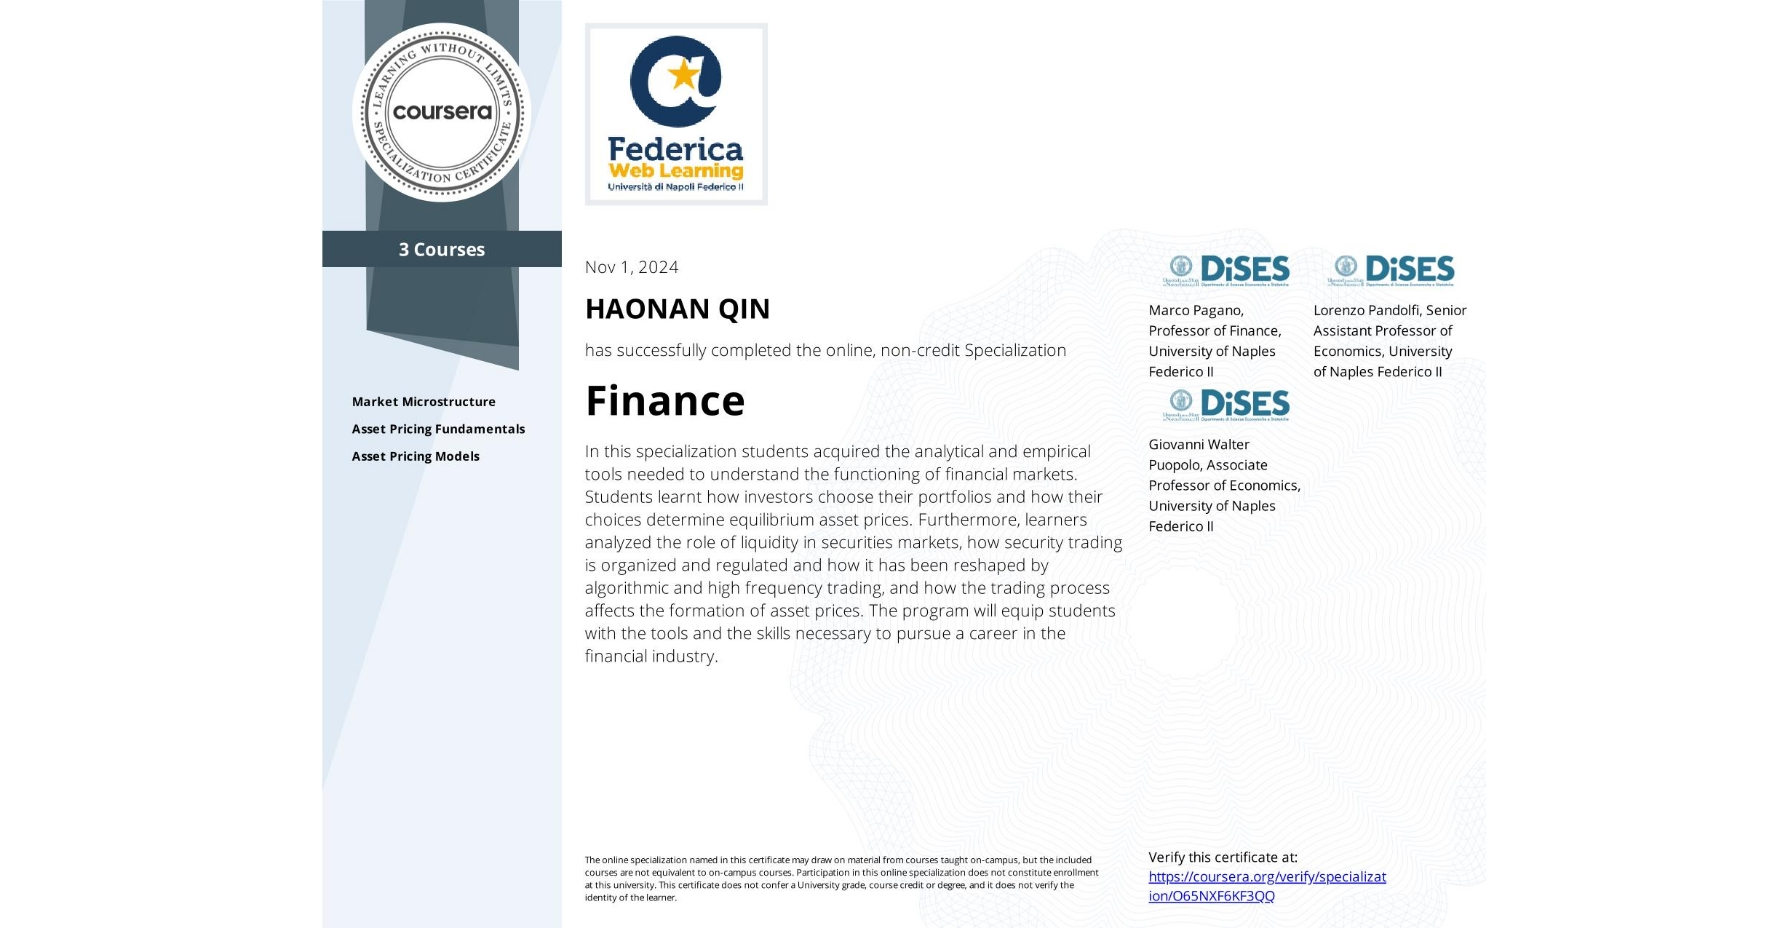 LEARNING WITHOUT LIMITS
coursera
SPECIALIZATION CERTIFICATE
3 Courses
Market Microstructure
Asset Pricing Fundamentals
Asset Pricing Models
Federica
Web Learning
Università di Napoli Federico II
Nov 1, 2024
HAONAN QIN
has successfully completed the online, non-credit Specialization
Finance
In this specialization students acquired the analytical and empirical
tools needed to understand the functioning of financial markets.
Students learnt how investors choose their portfolios and how their
choices determine equilibrium asset prices. Furthermore, learners
analyzed the role of liquidity in securities markets, how security trading
is organized and regulated and how it has been reshaped by
algorithmic and high frequency trading, and how the trading process
affects the formation of asset prices. The program will equip students
with the tools and the skills necessary to pursue a career in the
financial industry.
DiSES
Marco Pagano,
Professor of Finance,
University of Naples
Federico II
DiSES
Lorenzo Pandolfi, Senior
Assistant Professor of
Economics, University
of Naples Federico II
DiSES
Giovanni Walter
Puopolo, Associate
Professor of Economics,
University of Naples
Federico II
The online specialization named in this certificate may draw on material from courses taught on-campus, but the included
courses are not equivalent to on-campus courses. Participation in this online specialization does not constitute enrollment
at this university. This certificate does not confer a University grade, course credit or degree, and it does not verify the
identity of the learner.
Verify this certificate at:
https://coursera.org/verify/specializat
ion/O65NXF6KF3QQ